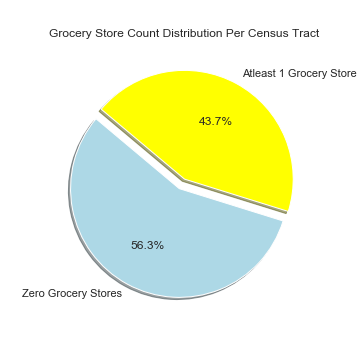 Grocery Store Count Distribution Per Census Tract
Atleast 1 Grocery Store
43.7%
56.3%
Zero Grocery Stores